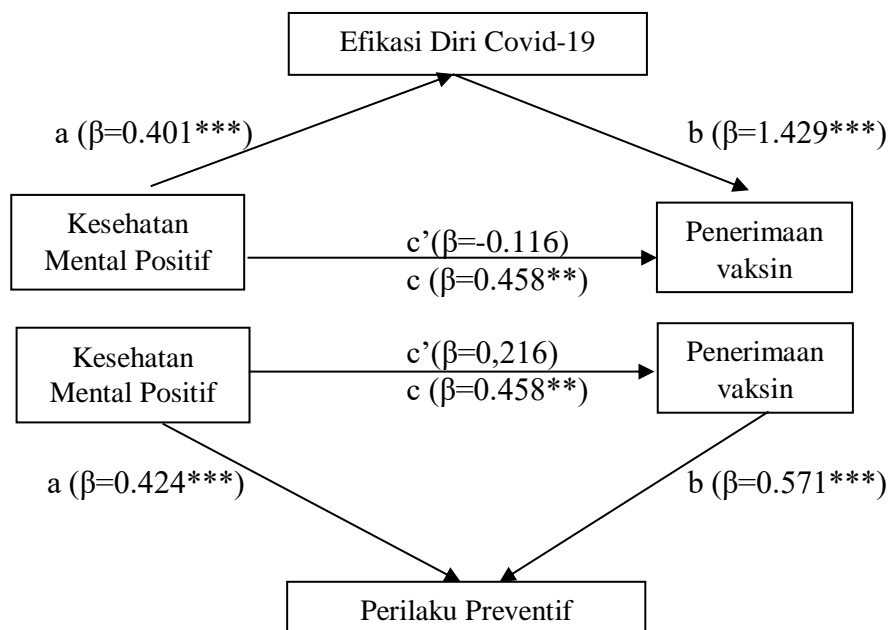 Efikasi Diri Covid-19
a (β=0.401***)
b (β=1.429***)
Kesehatan
Mental Positif
c’(β=-0.116)
c (β=0.458**)
Penerimaan
vaksin
Kesehatan
Mental Positif
c’(β=0,216)
c (β=0.458**)
Penerimaan
vaksin
a (β=0.424***)
b (β=0.571***)
Perilaku Preventif